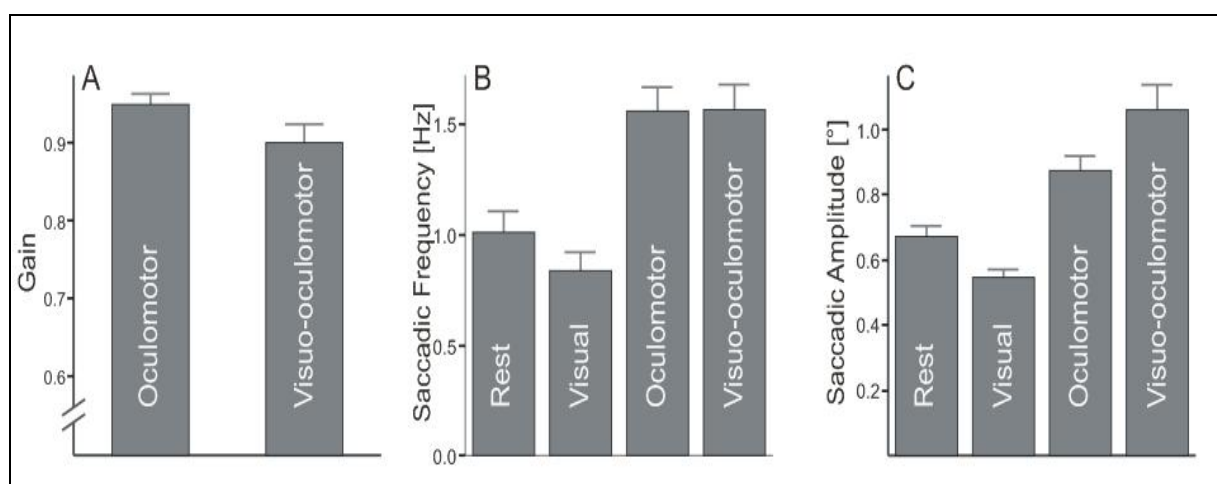 A
Gain
0.9
0.8
0.7
0.6
Oculomotor
Visuo-oculomotor
B
Saccadic Frequency [Hz]
1.5
1.0
0.5
0.0
Rest
Visual
Oculomotor
Visuo-oculomotor
C
Saccadic Amplitude [°]
1.0
0.8
0.6
0.4
0.2
Rest
Visual
Oculomotor
Visuo-oculomotor